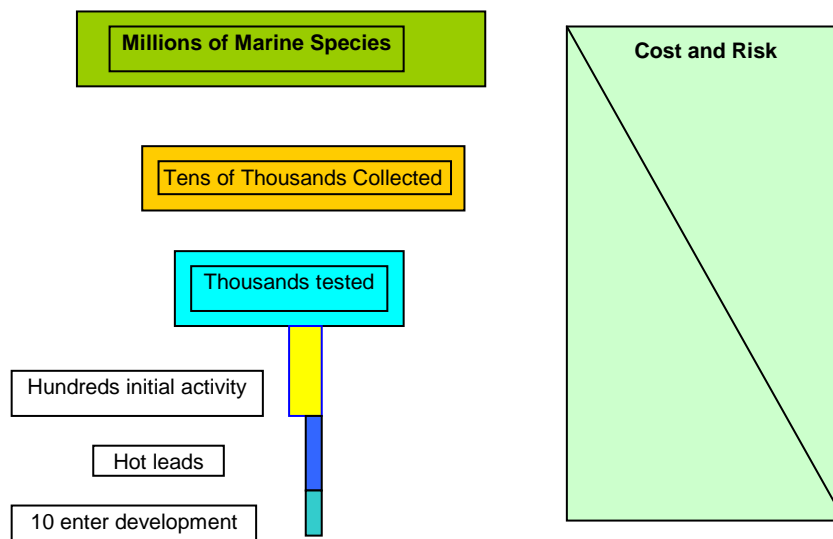 Millions of Marine Species
Cost and Risk
Tens of Thousands Collected
Thousands tested
Hundreds initial activity
Hot leads
10 enter development